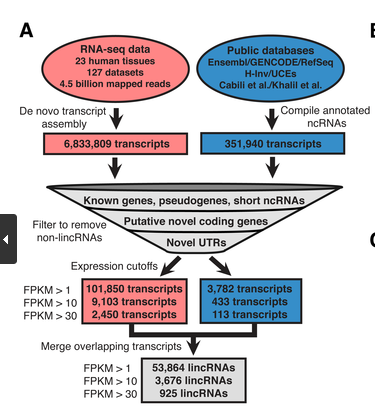 A
B
RNA-seq data
23 human tissues
127 datasets
4.5 billion mapped reads
Public databases
Ensembl/GENCODE/RefSeq
H-Inv/UCEs
Cabili et al./Khalil et al.
De novo transcript
assembly
Compile annotated
ncRNAs
6,833,809 transcripts
351,940 transcripts
Known genes, pseudogenes, short ncRNAs
Putative novel coding genes
Novel UTRs
Filter to remove
non-lincRNAs
C
Expression cutoffs
FPKM > 1
FPKM > 10
FPKM > 30
101,850 transcripts
9,103 transcripts
2,450 transcripts
3,782 transcripts
433 transcripts
113 transcripts
Merge overlapping transcripts
FPKM > 1
FPKM > 10
FPKM > 30
53,864 lincRNAs
3,676 lincRNAs
925 lincRNAs